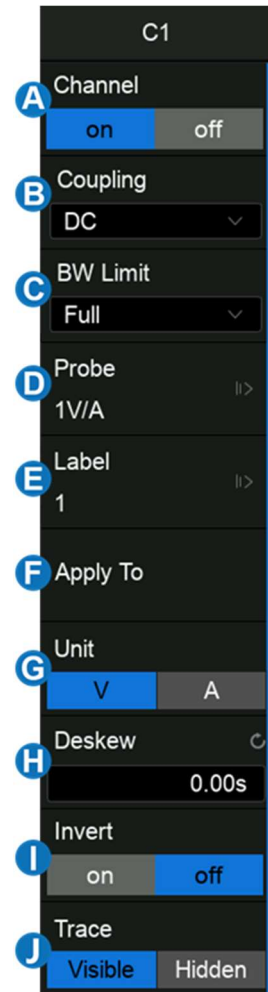 C1
A
Channel
on off
B
Coupling
DC
C
BW Limit
Full
D
Probe
1V/A
E
Label
1
F
Apply To
G
Unit
V A
H
Deskew
0.00s
I
Invert
on off
J
Trace
Visible Hidden